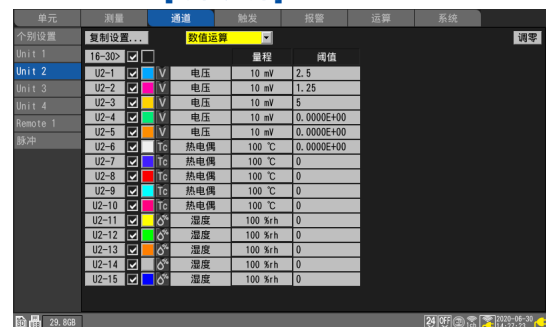 单元 测量 通道 触发 报警 运算 系统
个别设置 复制设置... 数值运算 调零
Unit 1 16-30> 量程 阈值
Unit 2 U2-1 V 电压 10 mV 2.5
Unit 3 U2-2 V 电压 10 mV 1.25
U2-3 V 电压 10 mV 5
Unit 4 U2-4 V 电压 10 mV 0.0000E+00
Remote 1 U2-5 V 电压 10 mV 0.0000E+00
脉冲 U2-6 Tc 热电偶 100 ℃ 0.0000E+00
U2-7 Tc 热电偶 100 ℃ 0
U2-8 Tc 热电偶 100 ℃ 0
U2-9 Tc 热电偶 100 ℃ 0
U2-10 Tc 热电偶 100 ℃ 0
U2-11 湿度 100 %rh 0
U2-12 湿度 100 %rh 0
U2-13 湿度 100 %rh 0
U2-14 湿度 100 %rh 0
U2-15 湿度 100 %rh 0
29.8GB 24 OFF 2020-06-30
14:27:23